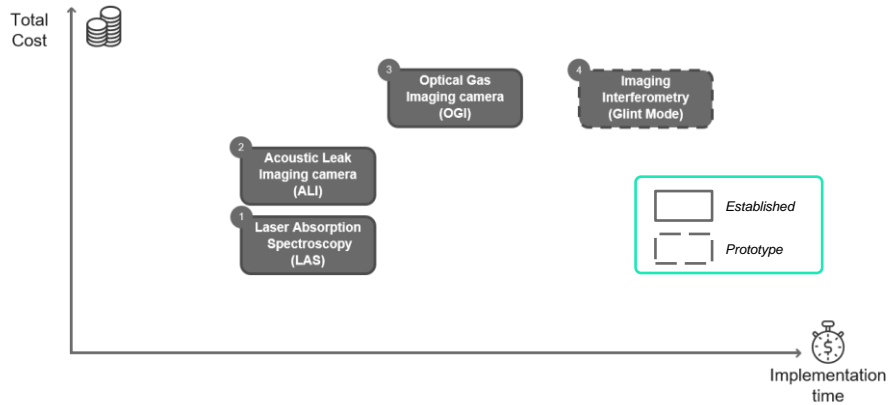 Total
Cost
3
Optical Gas
Imaging camera
(OGI)
4
Imaging
Interferometry
(Glint Mode)
2
Acoustic Leak
Imaging camera
(ALI)
1
Laser Absorption
Spectroscopy
(LAS)
Established
Prototype
$
Implementation
time